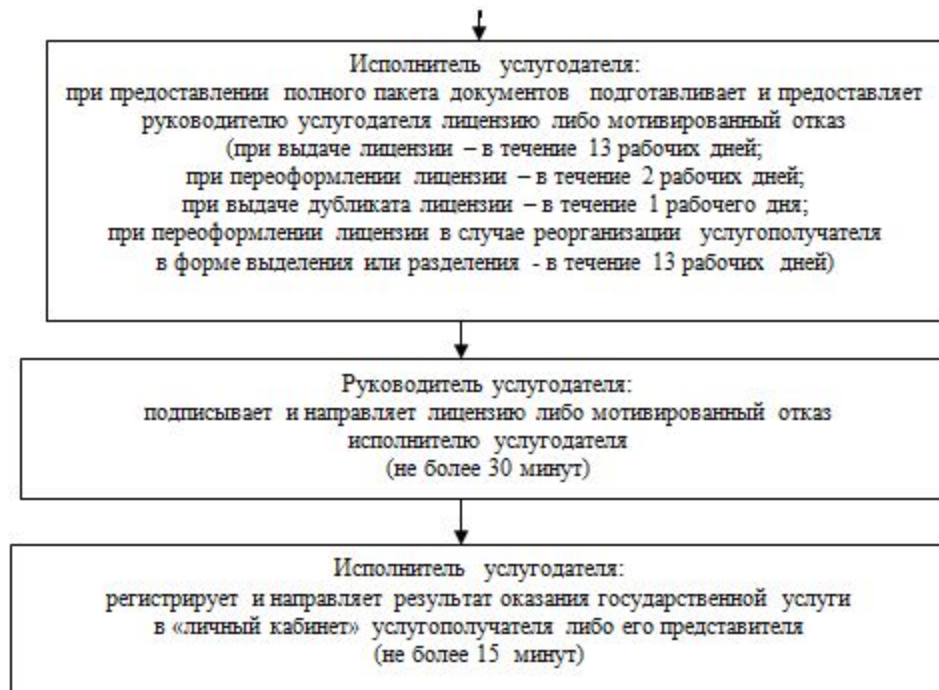 Исполнитель услугодателя:
при предоставлении полного пакета документов подготавливает и предоставляет
руководителю услугодателя лицензию либо мотивированный отказ
(при выдаче лицензии – в течение 13 рабочих дней;
при переоформлении лицензии – в течение 2 рабочих дней;
при выдаче дубликата лицензии – в течение 1 рабочего дня;
при переоформлении лицензии в случае реорганизации услугополучателя
в форме выделения или разделения - в течение 13 рабочих дней)
Руководитель услугодателя:
подписывает и направляет лицензию либо мотивированный отказ
исполнителю услугодателя
(не более 30 минут)
Исполнитель услугодателя:
регистрирует и направляет результат оказания государственной услуги
в «личный кабинет» услугополучателя либо его представителя
(не более 15 минут)